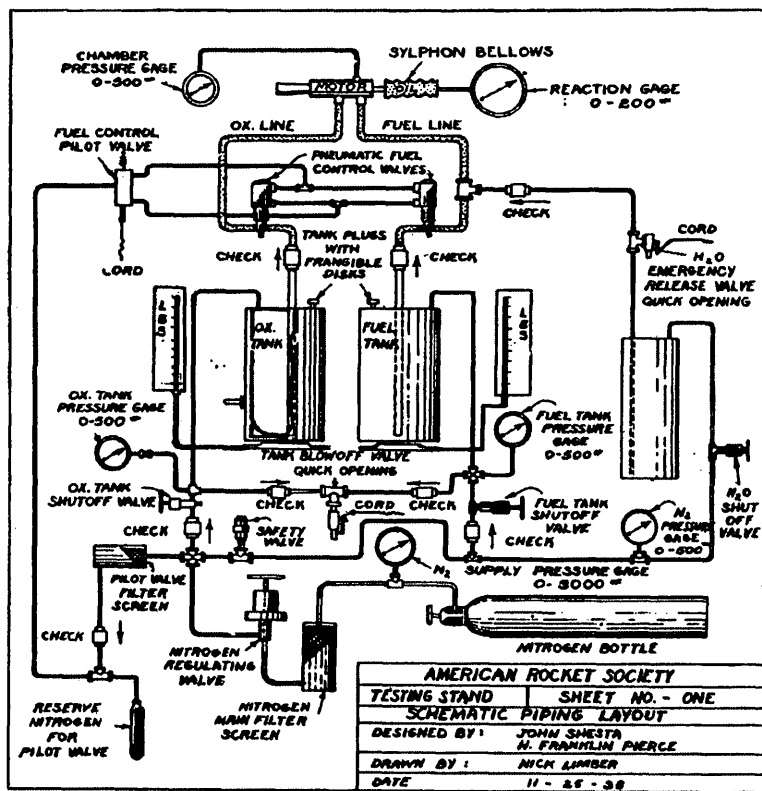 CHAMBER
PRESSURE GAGE
0-500#
SYLPHON BELLOWS
MOTOR
OIL
REACTION GAGE
0-200#
OX. LINE
FUEL LINE
FUEL CONTROL
PILOT VALVE
PNEUMATIC FUEL
CONTROL VALVES
CHECK
CORD
CORD
H2O
EMERGENCY
RELEASE VALVE
QUICK OPENING
CHECK
TANK PLUGS
WITH
FRANGIBLE
DISKS
CHECK
LBS
OX.
TANK
FUEL
TANK
LBS
OX. TANK
PRESSURE GAGE
0-500#
FUEL TANK
PRESSURE
GAGE
0-500#
TANK BLOWOFF VALVE
QUICK OPENING
CHECK
CHECK
OX. TANK
SHUTOFF VALVE
CORD
FUEL TANK
SHUTOFF
VALVE
N2
PRESSURE
GAGE
0-500#
H2O
SHUT
OFF
VALVE
CHECK
SAFETY
VALVE
CHECK
N2
SUPPLY PRESSURE GAGE
0-3000#
PILOT VALVE
FILTER
SCREEN
CHECK
NITROGEN
REGULATING
VALVE
NITROGEN BOTTLE
RESERVE
NITROGEN
FOR
PILOT VALVE
NITROGEN
MAIN FILTER
SCREEN
AMERICAN ROCKET SOCIETY
TESTING STAND SHEET NO. - ONE
SCHEMATIC PIPING LAYOUT
DESIGNED BY: JOHN SHESTA
H. FRANKLIN PIERCE
DRAWN BY: NICK LIMBER
DATE 11-25-38